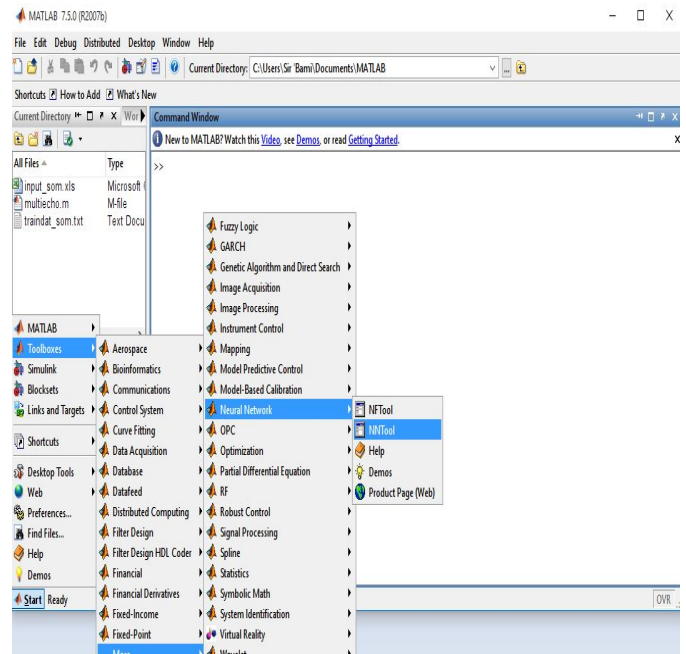 MATLAB 7.5.0 (R2007b)
File Edit Debug Distributed Desktop Window Help
Current Directory: C:\Users\Sir 'Bami\Documents\MATLAB
Shortcuts How to Add What's New
Current Directory Wor
Command Window
New to MATLAB? Watch this Video, see Demos, or read Getting Started.
All Files Type
>>
input_som.xls Microsoft
multiecho.m M-file
traindat_som.txt Text Docu
MATLAB
Toolboxes
Simulink
Blocksets
Links and Targets
Shortcuts
Desktop Tools
Web
Preferences...
Find Files...
Help
Demos
Start Ready
Aerospace
Bioinformatics
Communications
Control System
Curve Fitting
Data Acquisition
Database
Datafeed
Distributed Computing
Filter Design
Filter Design HDL Coder
Financial
Financial Derivatives
Fixed-Income
Fixed-Point
More
Fuzzy Logic
GARCH
Genetic Algorithm and Direct Search
Image Acquisition
Image Processing
Instrument Control
Mapping
Model Predictive Control
Model-Based Calibration
Neural Network
OPC
Optimization
Partial Differential Equation
RF
Robust Control
Signal Processing
Spline
Statistics
Symbolic Math
System Identification
Virtual Reality
Wavelet
NFTool
NNTool
Help
Demos
Product Page (Web)
OVR